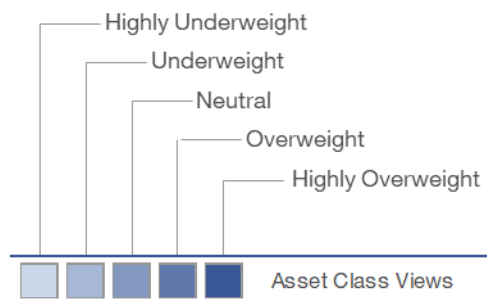 Highly Underweight
Underweight
Neutral
Overweight
Highly Overweight
Asset Class Views